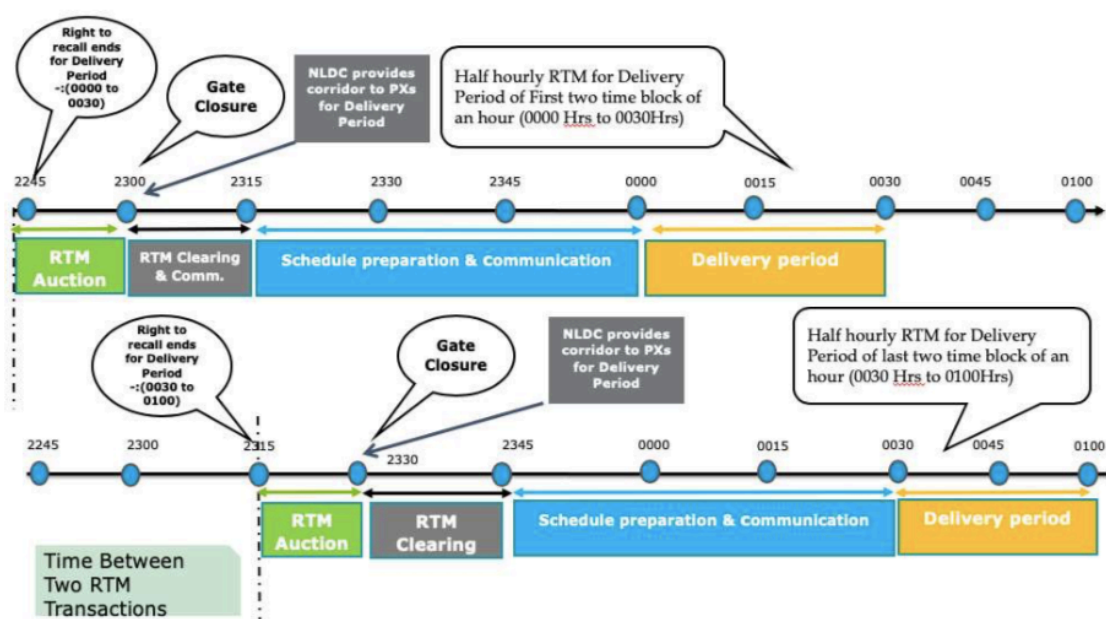 Right to
recall ends
for Delivery
Period
-:(0000 to
0030)
Gate
Closure
NLDC provides
corridor to PXs
for Delivery
Period
Half hourly RTM for Delivery
Period of First two time block of
an hour (0000 Hrs to 0030Hrs)
2245 2300 2315 2330 2345 0000 0015 0030 0045 0100
RTM
Auction
RTM Clearing
& Comm.
Schedule preparation & Communication
Delivery period
Right to
recall ends
for Delivery
Period
-:(0030 to
0100)
Gate
Closure
NLDC provides
corridor to PXs
for Delivery
Period
Half hourly RTM for Delivery
Period of last two time block of an
hour (0030 Hrs to 0100Hrs)
2245 2300 2315 2330 2345 0000 0015 0030 0045 0100
RTM
Auction
RTM
Clearing
Schedule preparation & Communication
Delivery period
Time Between
Two RTM
Transactions